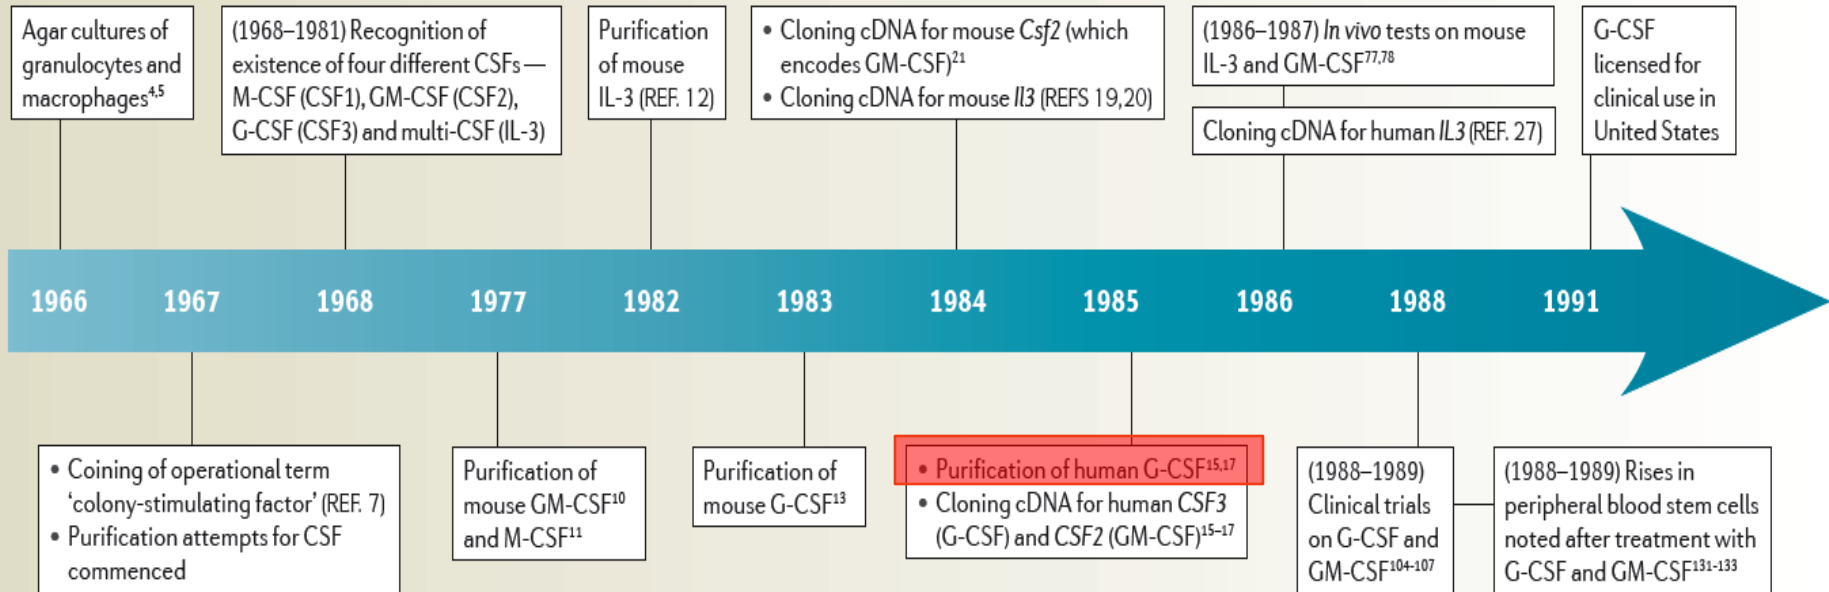 Agar cultures of
granulocytes and
macrophages⁴,⁵
(1968–1981) Recognition of
existence of four different CSFs —
M-CSF (CSF1), GM-CSF (CSF2),
G-CSF (CSF3) and multi-CSF (IL-3)
Purification
of mouse
IL-3 (REF. 12)
• Cloning cDNA for mouse Csf2 (which
encodes GM-CSF)²¹
• Cloning cDNA for mouse Il3 (REFS 19,20)
(1986–1987) In vivo tests on mouse
IL-3 and GM-CSF⁷⁷,⁷⁸
Cloning cDNA for human IL3 (REF. 27)
G-CSF
licensed for
clinical use in
United States
1966 1967 1968 1977 1982 1983 1984 1985 1986 1988 1991
• Coining of operational term
‘colony-stimulating factor’ (REF. 7)
• Purification attempts for CSF
commenced
Purification of
mouse GM-CSF¹⁰
and M-CSF¹¹
Purification of
mouse G-CSF¹³
• Purification of human G-CSF¹⁵,¹⁷
• Cloning cDNA for human CSF3
(G-CSF) and CSF2 (GM-CSF)¹⁵–¹⁷
(1988–1989)
Clinical trials
on G-CSF and
GM-CSF¹⁰⁴-¹⁰⁷
(1988–1989) Rises in
peripheral blood stem cells
noted after treatment with
G-CSF and GM-CSF¹³¹-¹³³